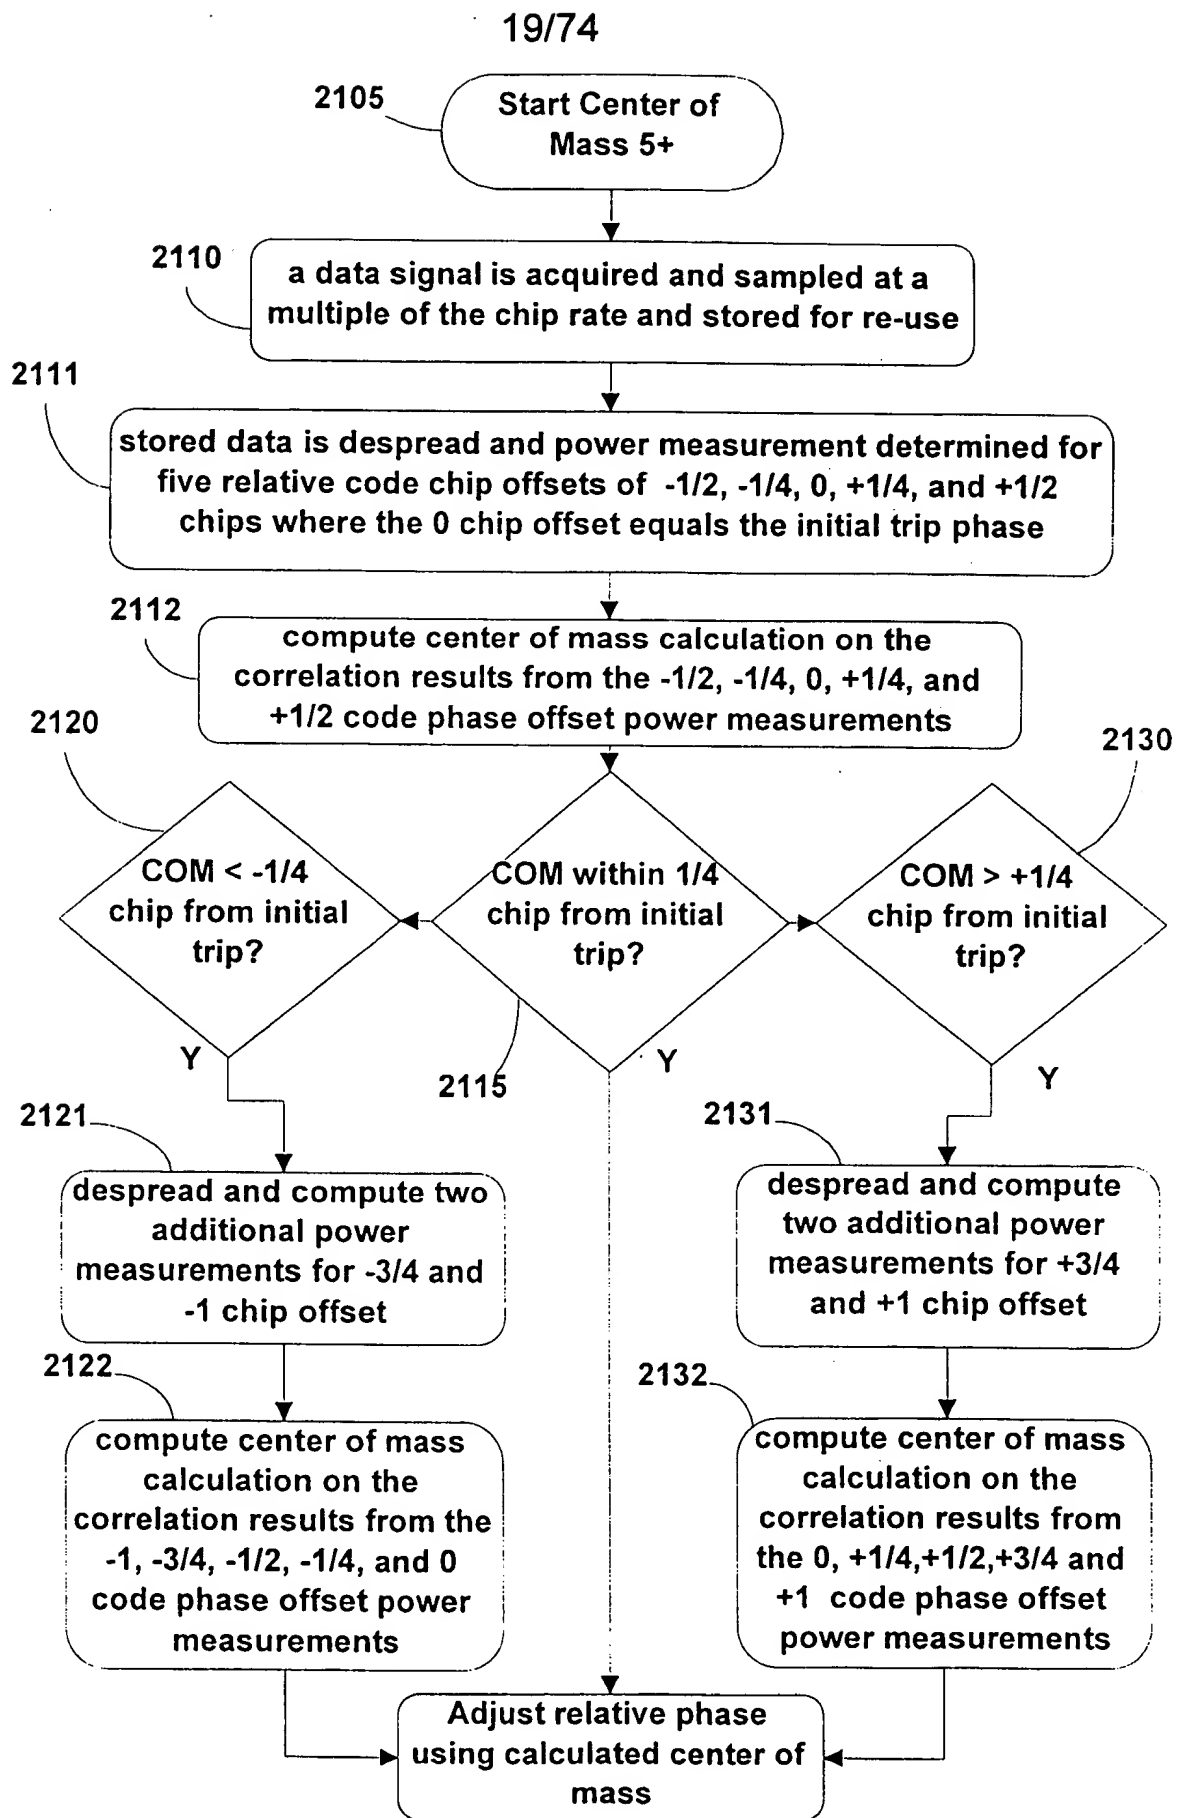 19/74
2105
Start Center of
Mass 5+
2110
a data signal is acquired and sampled at a
multiple of the chip rate and stored for re-use
2111
stored data is despread and power measurement determined for
five relative code chip offsets of -1/2, -1/4, 0, +1/4, and +1/2
chips where the 0 chip offset equals the initial trip phase
2112
compute center of mass calculation on the
correlation results from the -1/2, -1/4, 0, +1/4, and
+1/2 code phase offset power measurements
2120
COM < -1/4
chip from initial
trip?
Y
COM within 1/4
chip from initial
trip?
2115
Y
2130
COM > +1/4
chip from initial
trip?
Y
2121
despread and compute two
additional power
measurements for -3/4 and
-1 chip offset
2131
despread and compute
two additional power
measurements for +3/4
and +1 chip offset
2122
compute center of mass
calculation on the
correlation results from the
-1, -3/4, -1/2, -1/4, and 0
code phase offset power
measurements
2132
compute center of mass
calculation on the
correlation results from
the 0, +1/4,+1/2,+3/4 and
+1 code phase offset
power measurements
Adjust relative phase
using calculated center of
mass